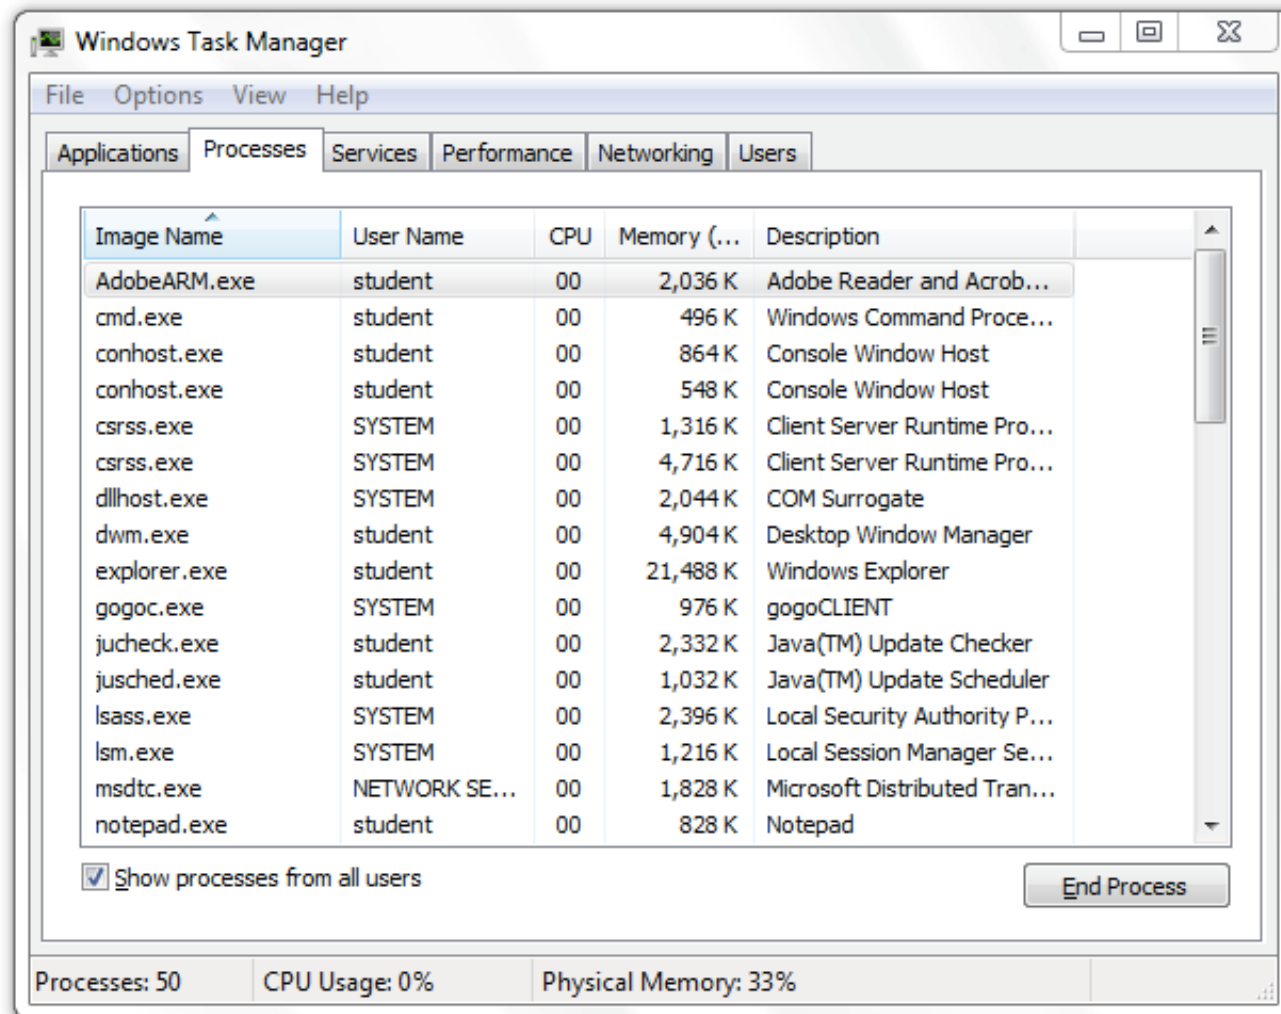 Windows Task Manager
File Options View Help
Applications Processes Services Performance Networking Users
Image Name User Name CPU Memory (... Description
AdobeARM.exe student 00 2,036 K Adobe Reader and Acrob...
cmd.exe student 00 496 K Windows Command Proce...
conhost.exe student 00 864 K Console Window Host
conhost.exe student 00 548 K Console Window Host
csrss.exe SYSTEM 00 1,316 K Client Server Runtime Pro...
csrss.exe SYSTEM 00 4,716 K Client Server Runtime Pro...
dllhost.exe SYSTEM 00 2,044 K COM Surrogate
dwm.exe student 00 4,904 K Desktop Window Manager
explorer.exe student 00 21,488 K Windows Explorer
gogoc.exe SYSTEM 00 976 K gogoCLIENT
jucheck.exe student 00 2,332 K Java(TM) Update Checker
jusched.exe student 00 1,032 K Java(TM) Update Scheduler
lsass.exe SYSTEM 00 2,396 K Local Security Authority P...
lsm.exe SYSTEM 00 1,216 K Local Session Manager Se...
msdtc.exe NETWORK SE... 00 1,828 K Microsoft Distributed Tran...
notepad.exe student 00 828 K Notepad
Show processes from all users
End Process
Processes: 50 CPU Usage: 0% Physical Memory: 33%